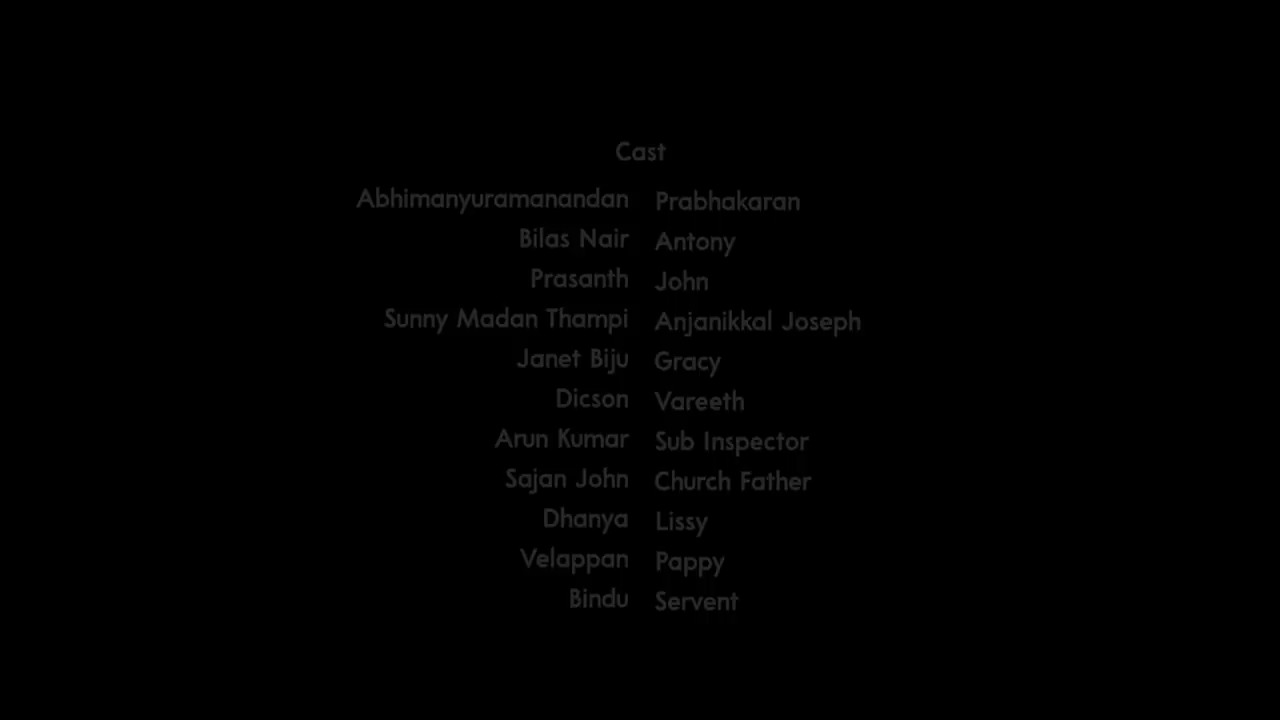 Cast
Abhimanyuramanandan Prabhakaran
Bilas Nair Antony
Prasanth John
Sunny Madan Thampi Anjanikkal Joseph
Janet Biju Gracy
Dicson Vareeth
Arun Kumar Sub Inspector
Sajan John Church Father
Dhanya Lissy
Velappan Pappy
Bindu Servent